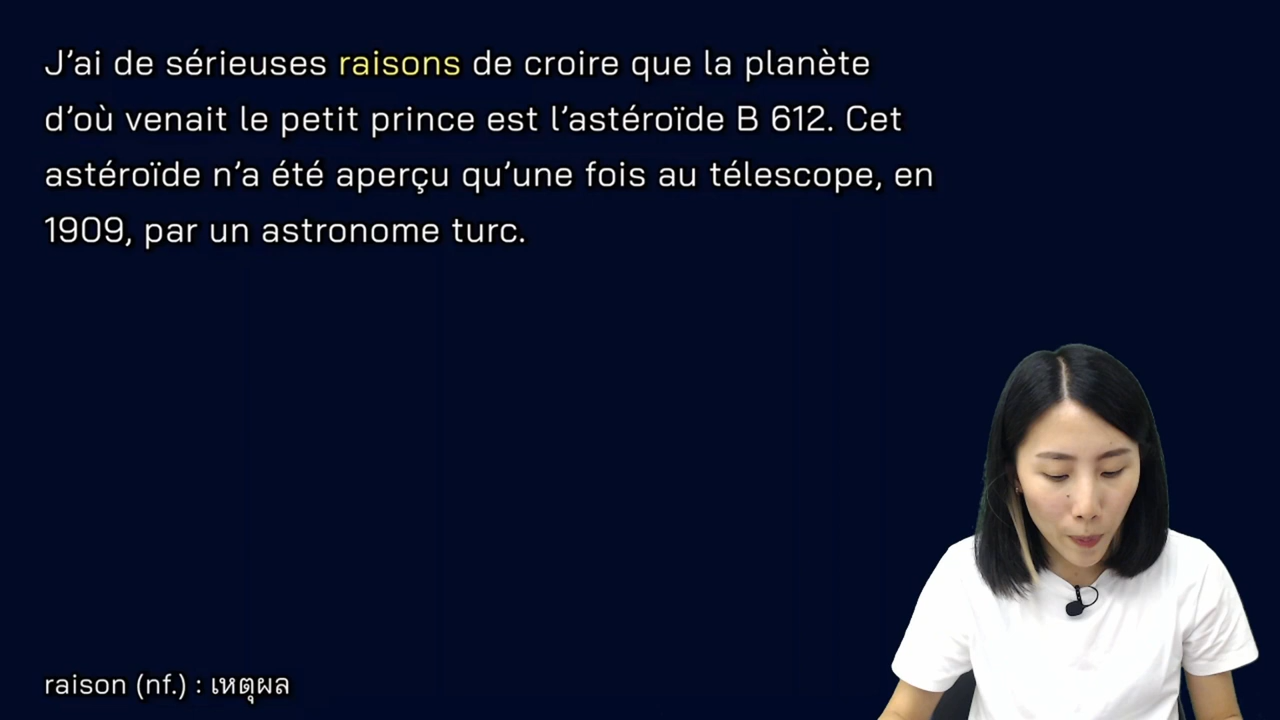 J’ai de sérieuses raisons de croire que la planète
d’où venait le petit prince est l’astéroïde B 612. Cet
astéroïde n’a été aperçu qu’une fois au télescope, en
1909, par un astronome turc.
raison (nf.) : เหตุผล